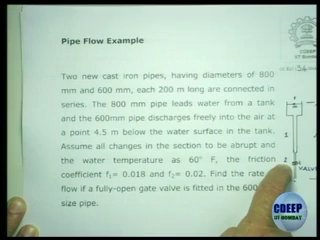 Pipe Flow Example
Two new cast iron pipes, having diameters of 800
mm and 600 mm, each 200 m long are connected in
series. The 800 mm pipe leads water from a tank
and the 600mm pipe discharges freely into the air at
a point 4.5 m below the water surface in the tank.
Assume all changes in the section to be abrupt and
the water temperature as 60° F, the friction
coefficient f₁= 0.018 and f₂= 0.02. Find the rate
flow if a fully-open gate valve is fitted in the 600
size pipe.
CDEEP
IIT BOMBAY
1
2
VALVE
CDEEP
IIT BOMBAY